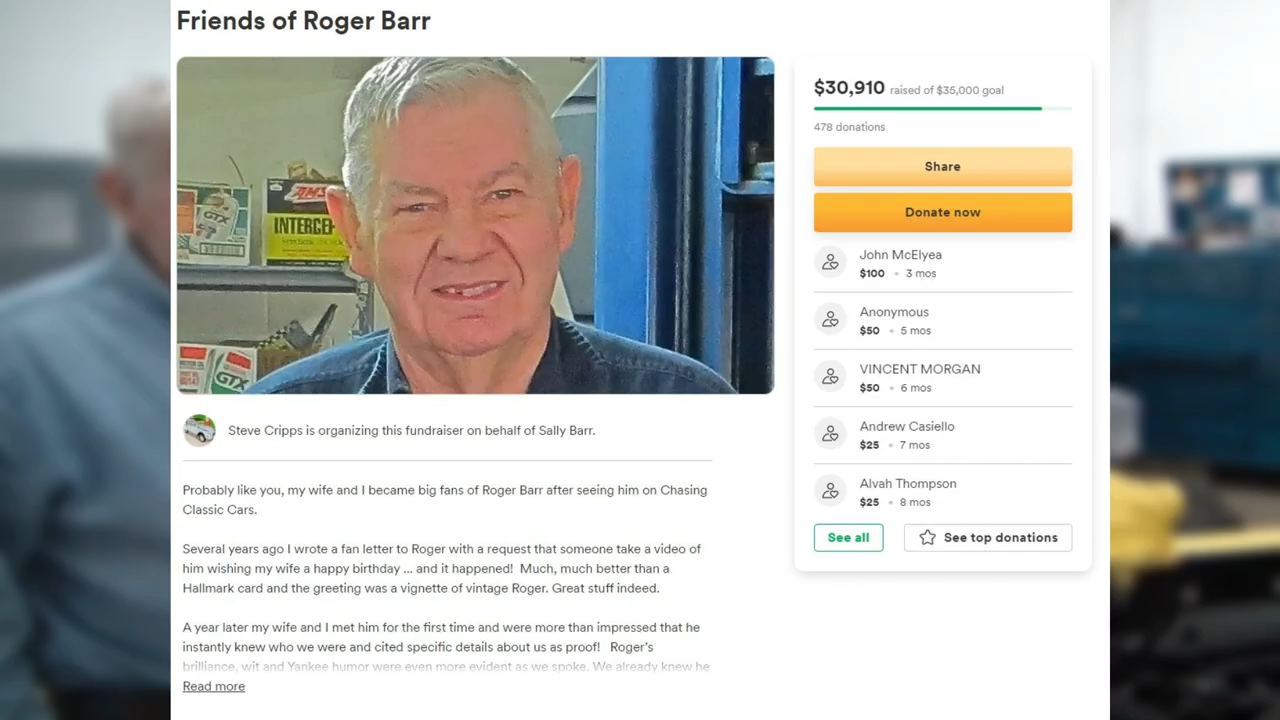 Friends of Roger Barr
AMS
INTERCEP
GTX
GTX
$30,910 raised of $35,000 goal
478 donations
Share
Donate now
John McElyea
$100 • 3 mos
Anonymous
$50 • 5 mos
VINCENT MORGAN
$50 • 6 mos
Andrew Casiello
$25 • 7 mos
Alvah Thompson
$25 • 8 mos
See all
See top donations
Steve Cripps is organizing this fundraiser on behalf of Sally Barr.
Probably like you, my wife and I became big fans of Roger Barr after seeing him on Chasing
Classic Cars.
Several years ago I wrote a fan letter to Roger with a request that someone take a video of
him wishing my wife a happy birthday ... and it happened!  Much, much better than a
Hallmark card and the greeting was a vignette of vintage Roger. Great stuff indeed.
A year later my wife and I met him for the first time and were more than impressed that he
instantly knew who we were and cited specific details about us as proof!   Roger's
brilliance, wit and Yankee humor were even more evident as we spoke. We already knew he
Read more